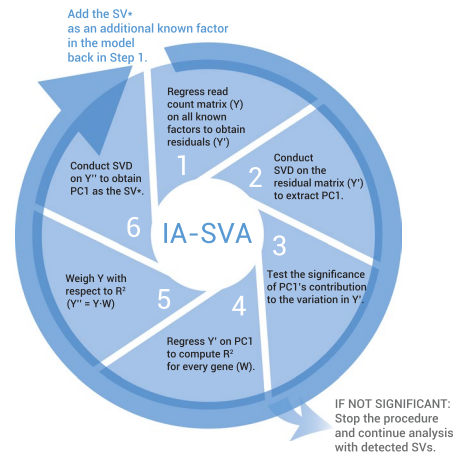 Add the SV*
as an additional known factor
in the model
back in Step 1.
Regress read
count matrix (Y)
on all known
factors to obtain
residuals (Y')
1
Conduct
SVD on the
residual matrix (Y')
to extract PC1.
2
3
Test the significance
of PC1's contribution
to the variation in Y'.
4
Regress Y' on PC1
to compute R²
for every gene (W).
5
Weigh Y with
respect to R²
(Y'' = Y·W)
6
Conduct SVD
on Y'' to obtain
PC1 as the SV*.
IA-SVA
IF NOT SIGNIFICANT:
Stop the procedure
and continue analysis
with detected SVs.